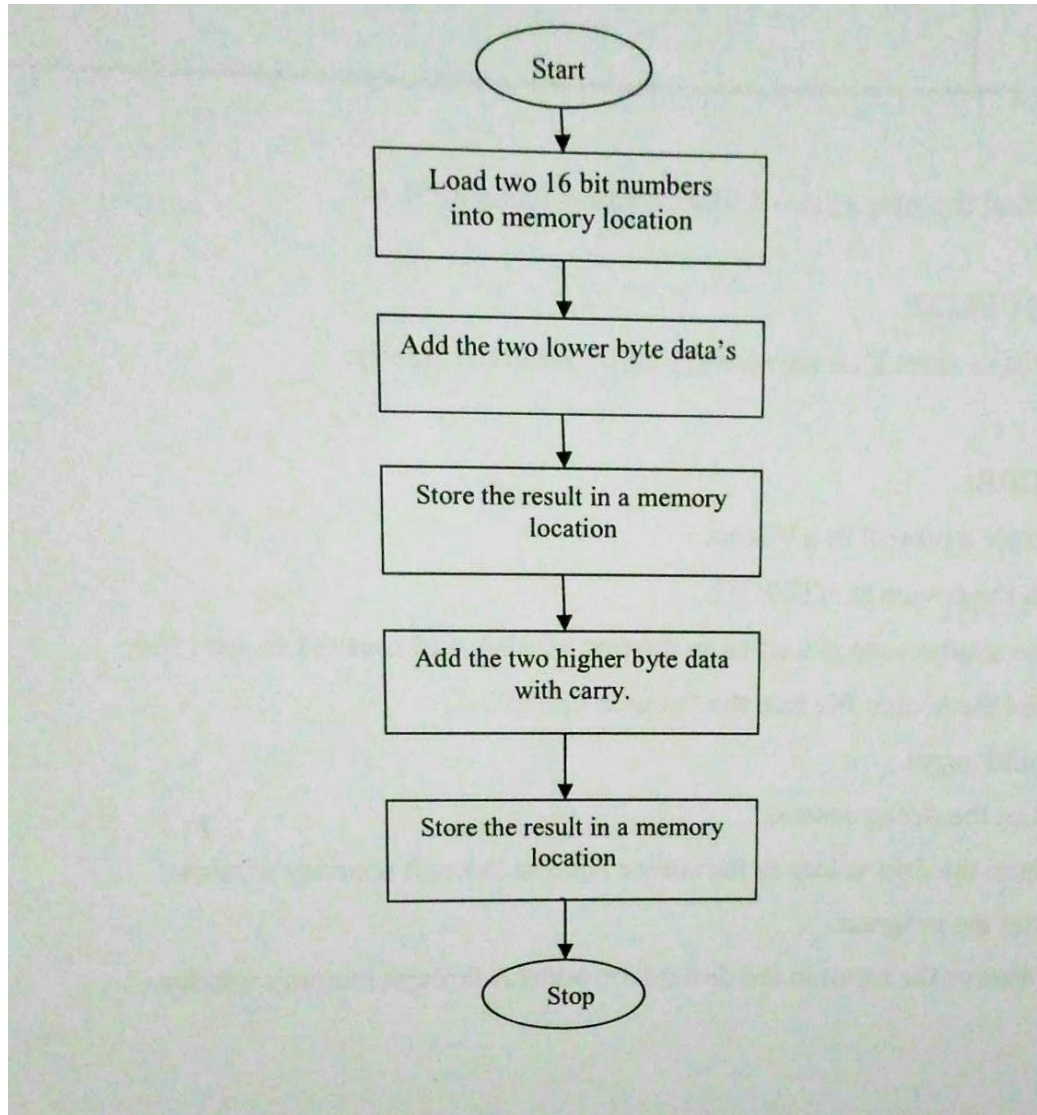 Start
Load two 16 bit numbers
into memory location
Add the two lower byte data's
Store the result in a memory
location
Add the two higher byte data
with carry.
Store the result in a memory
location
Stop